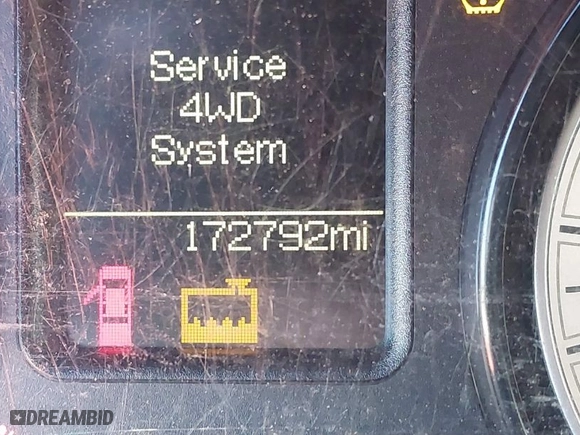 Service
4WD
System
172792mi
DREAMBID